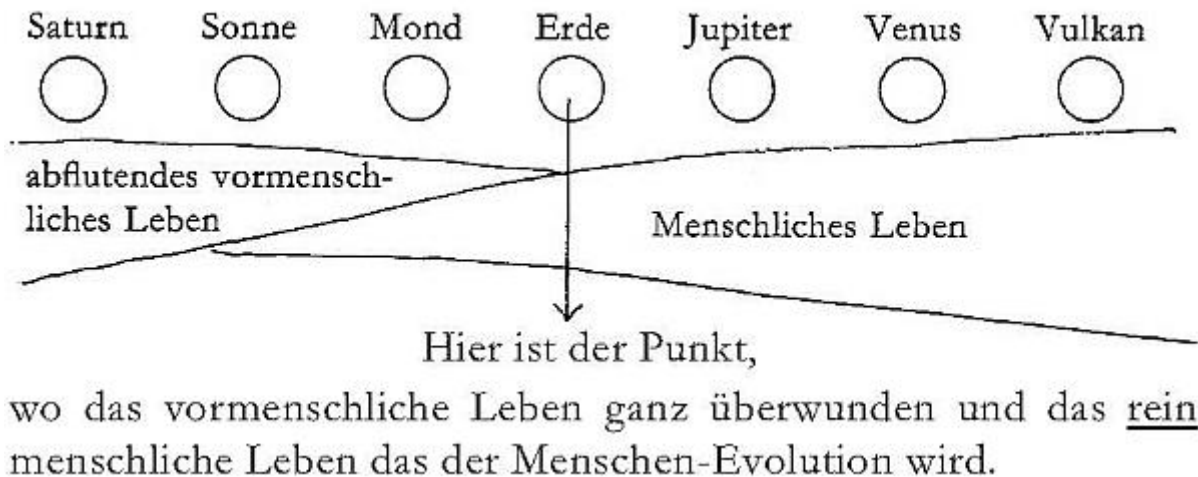 Saturn Sonne Mond Erde Jupiter Venus Vulkan
abflutendes vormensch-
liches Leben
Menschliches Leben
Hier ist der Punkt,
wo das vormenschliche Leben ganz überwunden und das rein
menschliche Leben das der Menschen-Evolution wird.